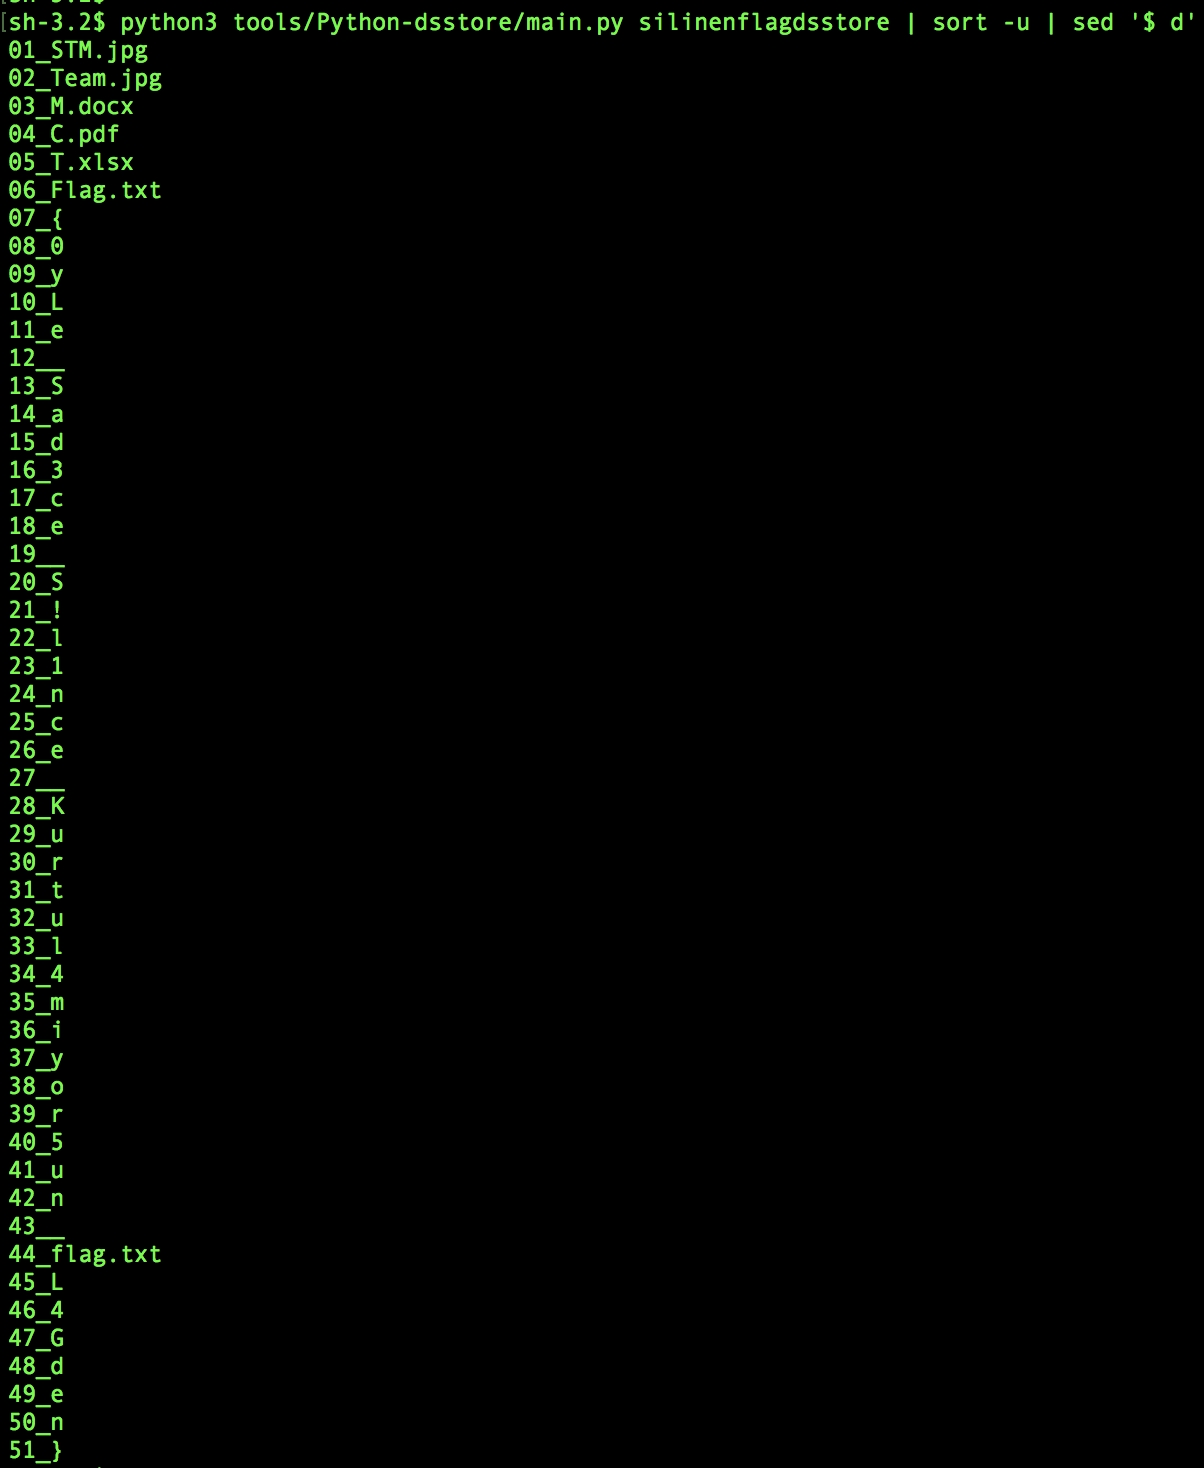 sh-3.2$
sh-3.2$ python3 tools/Python-dsstore/main.py silinenflagdsstore | sort -u | sed '$ d'
01_STM.jpg
02_Team.jpg
03_M.docx
04_C.pdf
05_T.xlsx
06_Flag.txt
07_{
08_0
09_y
10_L
11_e
12__
13_S
14_a
15_d
16_3
17_c
18_e
19__
20_S
21_!
22_l
23_1
24_n
25_c
26_e
27__
28_K
29_u
30_r
31_t
32_u
33_l
34_4
35_m
36_i
37_y
38_o
39_r
40_5
41_u
42_n
43__
44_flag.txt
45_L
46_4
47_G
48_d
49_e
50_n
51_}